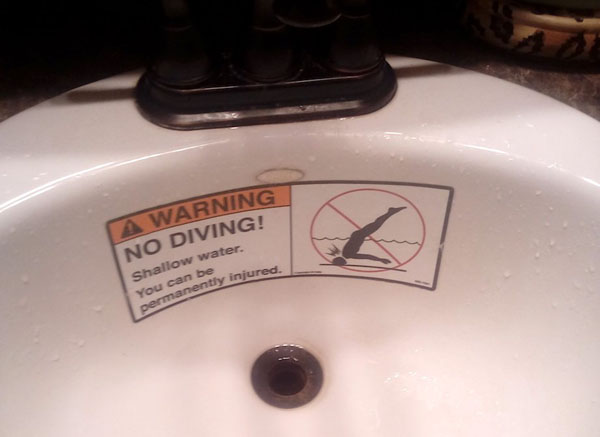 WARNING
NO DIVING!
Shallow water.
You can be
permanently injured.